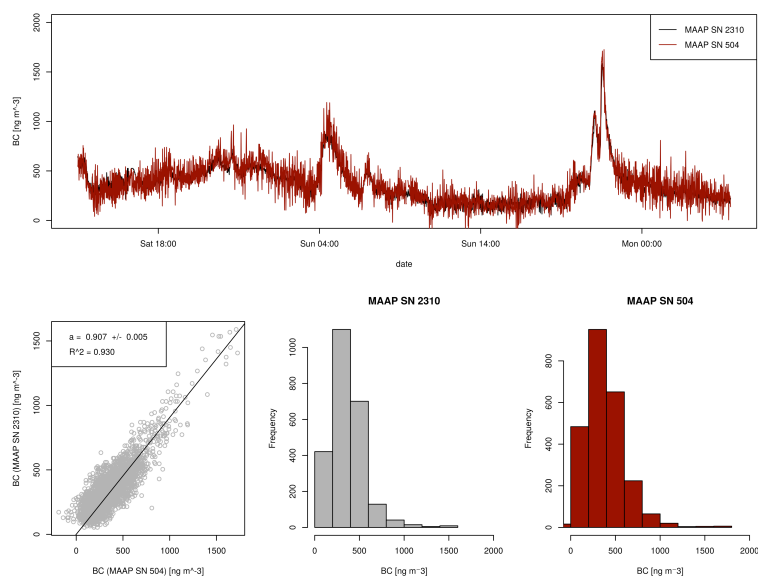 MAAP SN 2310
MAAP SN 504
BC [ng m^-3]
0
500
1000
1500
2000
Sat 18:00
Sun 04:00
Sun 14:00
Mon 00:00
date
a = 0.907 +/- 0.005
R^2 = 0.930
BC (MAAP SN 2310) [ng m^-3]
0
500
1000
1500
0
500
1000
1500
BC (MAAP SN 504) [ng m^-3]
MAAP SN 2310
Frequency
0
200
400
600
800
1000
0
500
1000
1500
2000
BC [ng m−3]
MAAP SN 504
Frequency
0
200
400
600
800
0
500
1000
1500
2000
BC [ng m−3]